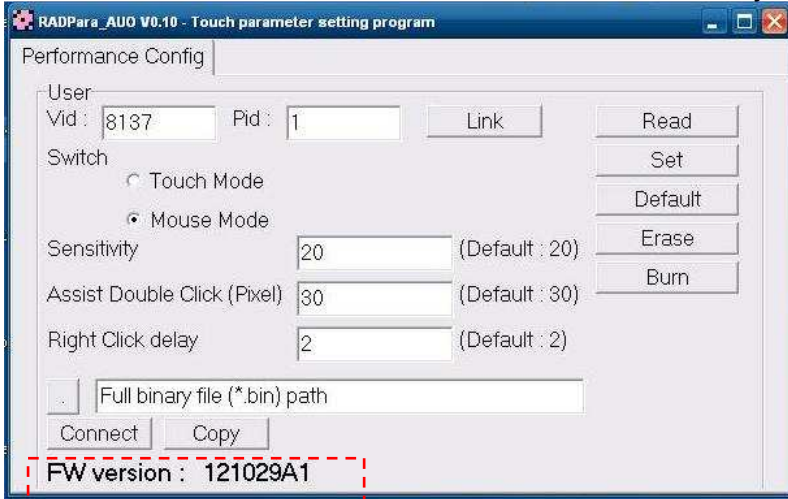 RADPara_AUO V0.10 - Touch parameter setting program
Performance Config
User
Vid : 8137 Pid : 1 Link Read
Switch Set
Touch Mode
Default
Mouse Mode
Sensitivity 20 (Default : 20) Erase
Assist Double Click (Pixel) 30 (Default : 30) Burn
Right Click delay 2 (Default : 2)
. Full binary file (*.bin) path
Connect Copy
FW version : 121029A1